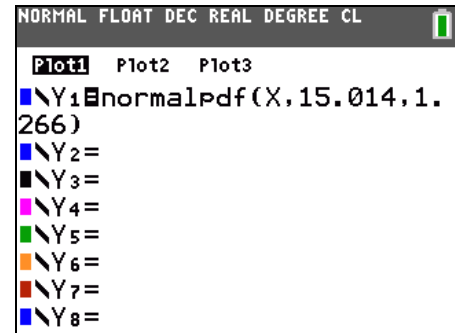 NORMAL FLOAT DEC REAL DEGREE CL
Plot1 Plot2 Plot3
\Y₁=normalpdf(X,15.014,1.
266)
\Y₂=
\Y₃=
\Y₄=
\Y₅=
\Y₆=
\Y₇=
\Y₈=